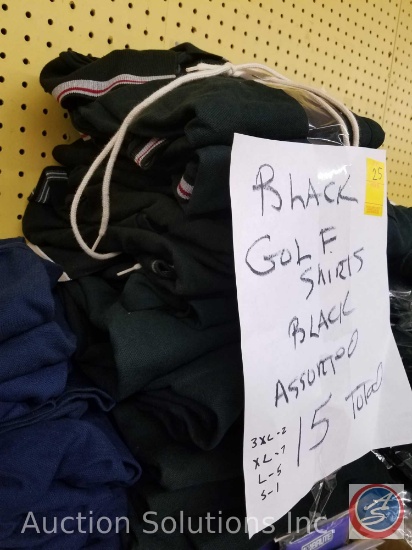 25
BLACK
GOLF
SHIRTS
BLACK
ASSORTED
15 TOTAL
3XL-2
XL-7
L-5
S-1
Auction Solutions Inc.